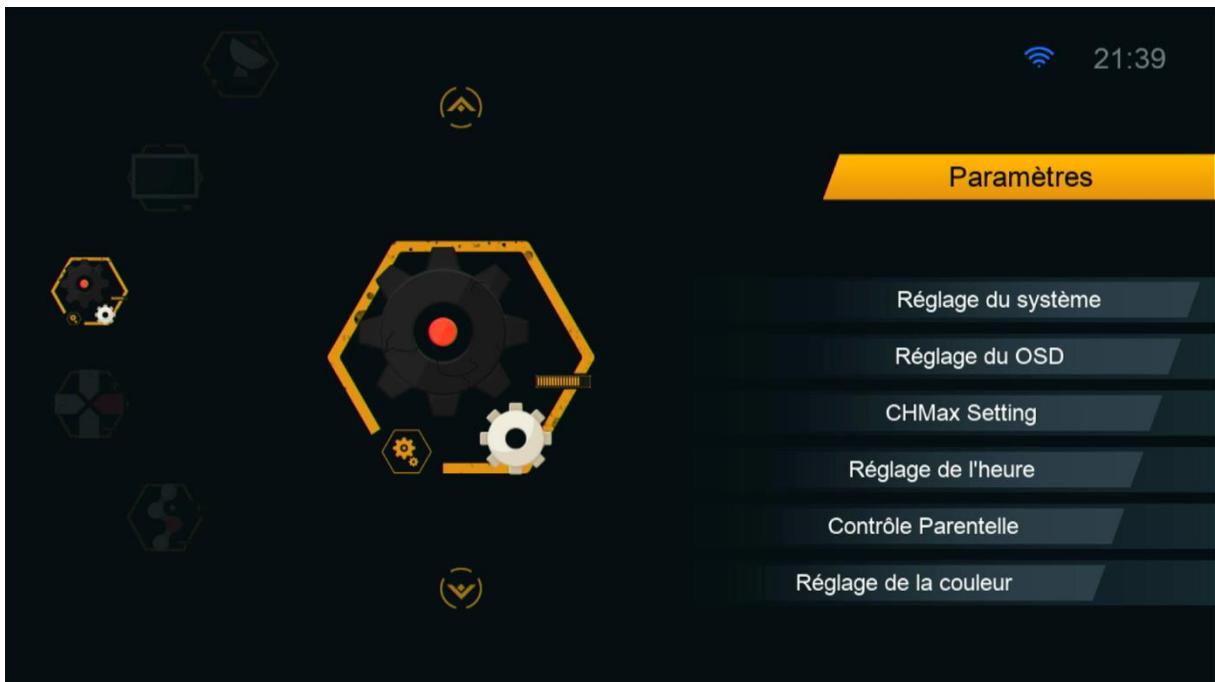 21:39
Paramètres
Réglage du système
Réglage du OSD
CHMax Setting
Réglage de l'heure
Contrôle Parentelle
Réglage de la couleur